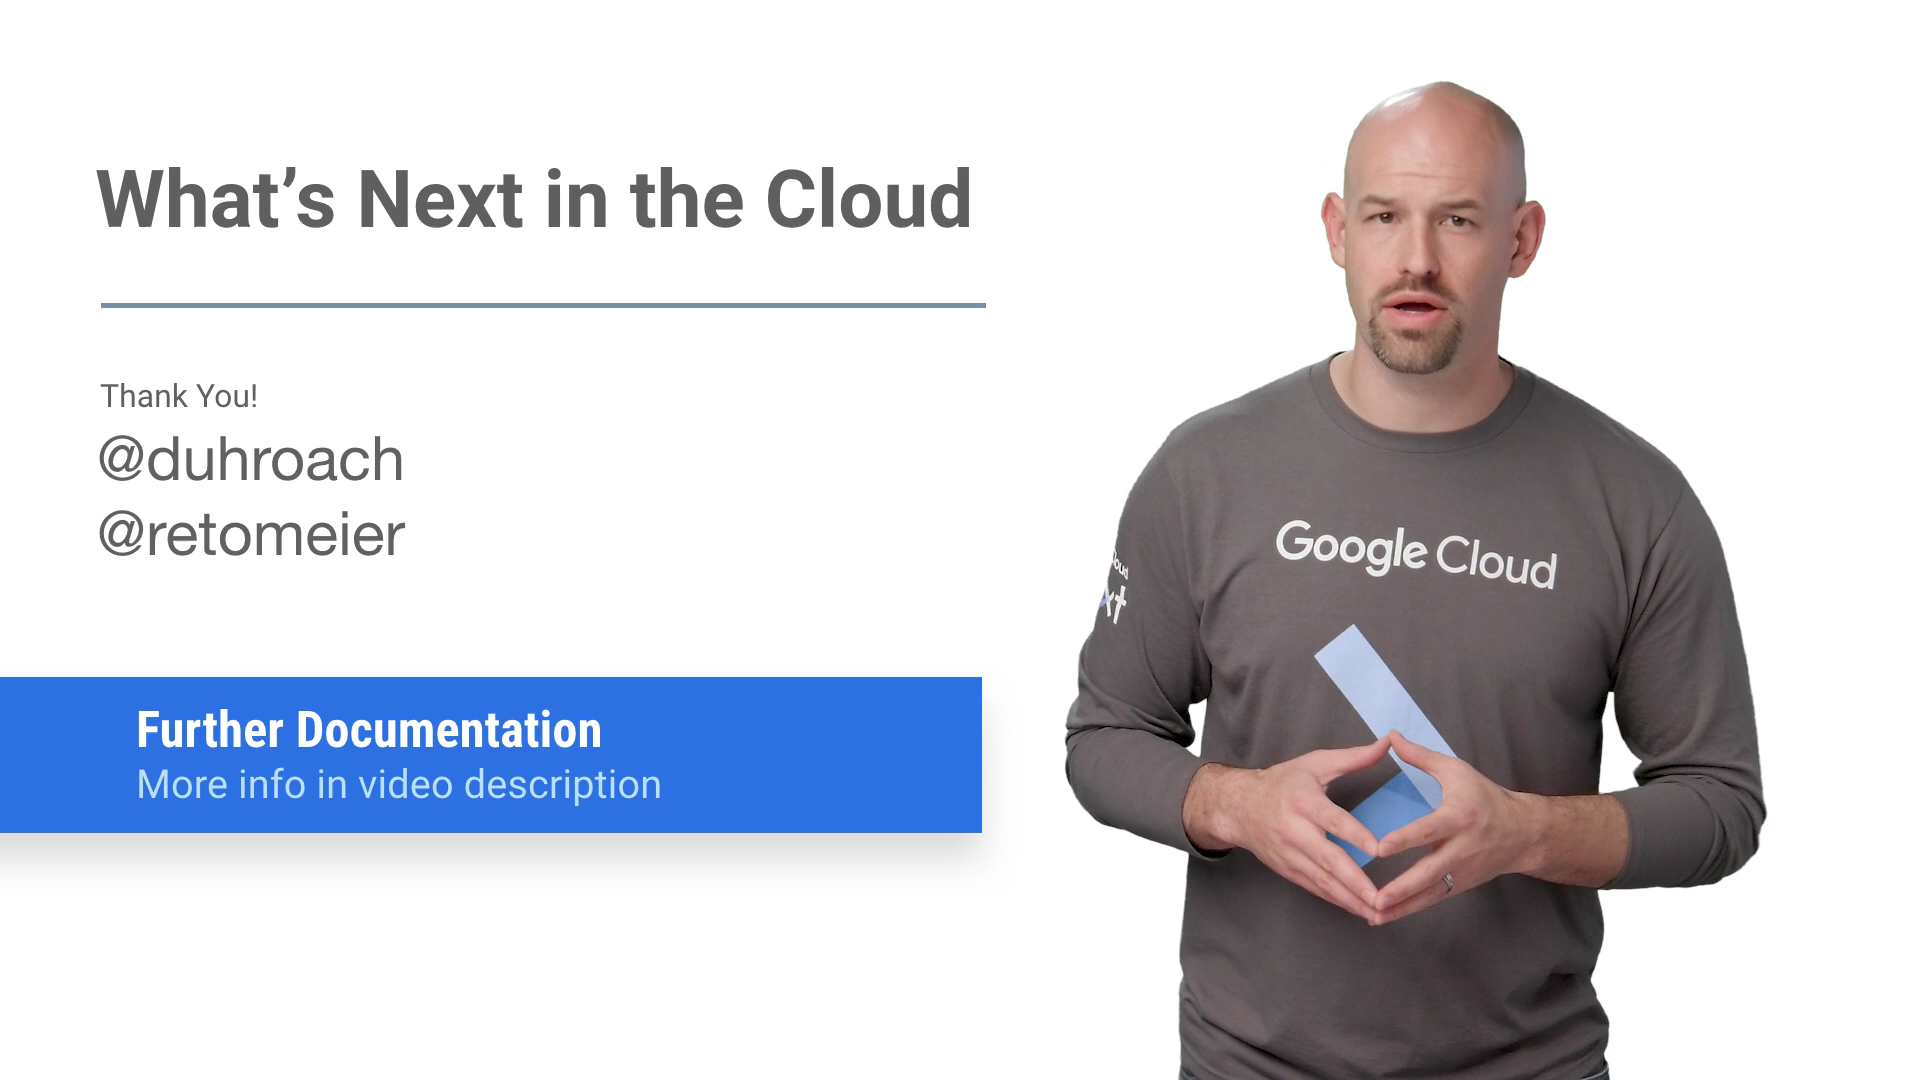 What’s Next in the Cloud
Thank You!
@duhroach
@retomeier
Further Documentation
More info in video description
Google Cloud